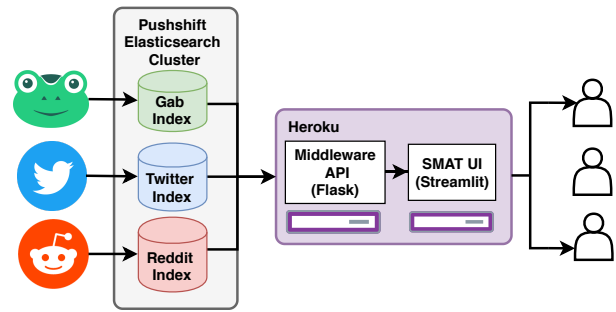 Pushshift
Elasticsearch
Cluster
Gab
Index
Twitter
Index
Reddit
Index
Heroku
Middleware
API
(Flask)
SMAT UI
(Streamlit)